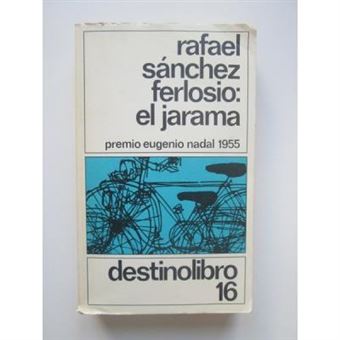 rafael
sánchez
ferlosio:
el jarama
premio eugenio nadal 1955
destinolibro
16